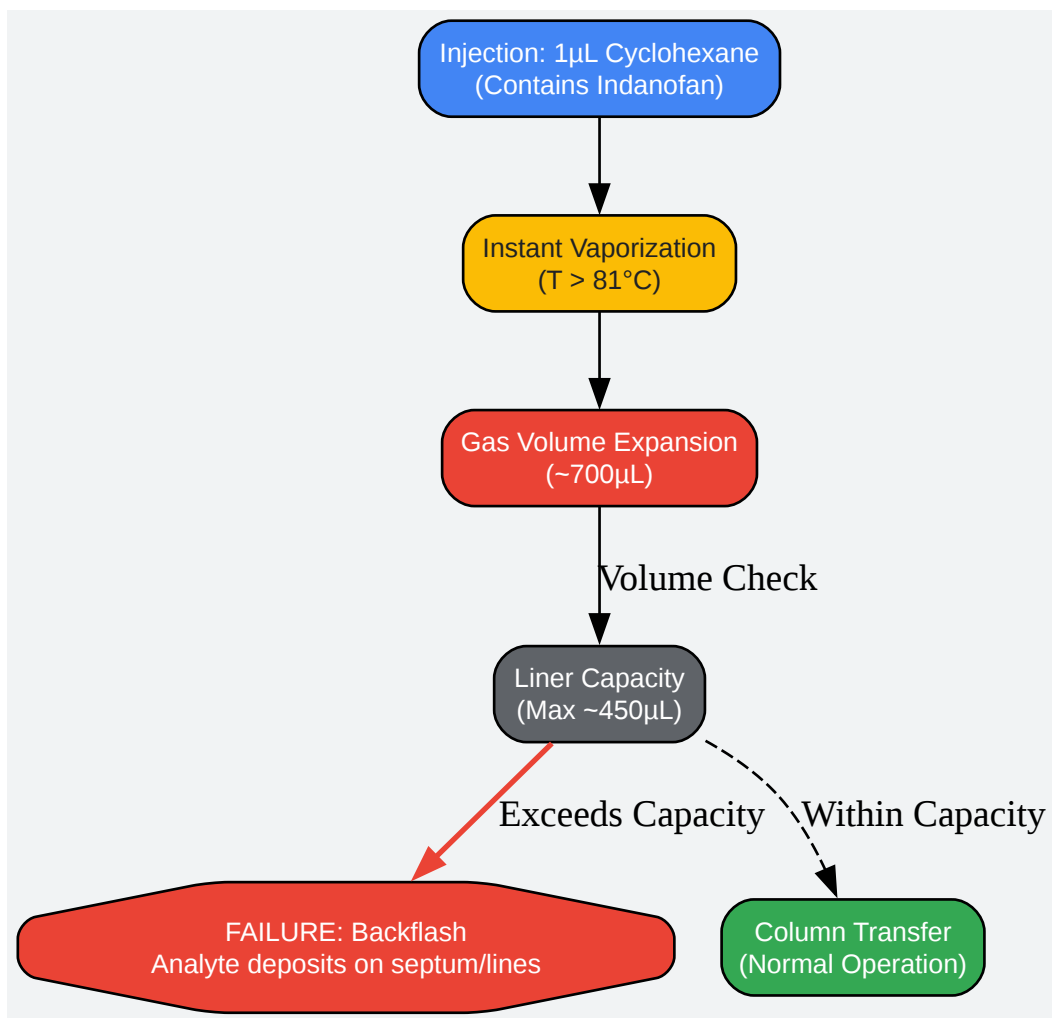 Injection: 1µL Cyclohexane
(Contains Indanofan)
Instant Vaporization
(T > 81°C)
Gas Volume Expansion
(~700µL)
Volume Check
Liner Capacity
(Max ~450µL)
Exceeds Capacity
Within Capacity
FAILURE: Backflash
Analyte deposits on septum/lines
Column Transfer
(Normal Operation)